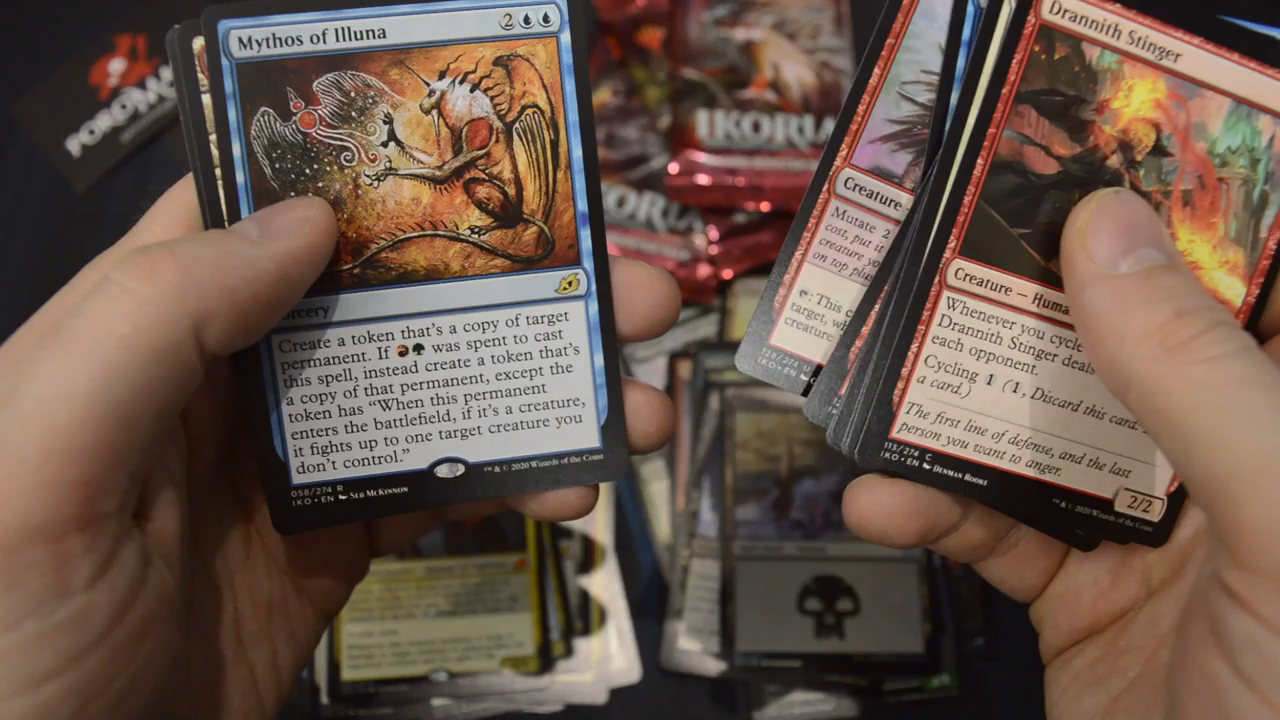 Mythos of Illuna
2
Sorcery
Create a token that's a copy of target
permanent. If was spent to cast
this spell, instead create a token that's
a copy of that permanent, except the
token has "When this permanent
enters the battlefield, if it's a creature,
it fights up to one target creature you
don't control."
058/274 R
IKO • EN Seb McKinnon
™ & © 2020 Wizards of the Coast
IKORIA
Creature –
Mutate 2
cost, put it
creature yo
on top plus
: This c
target, w
creature
128/274 U
IKO • EN
Drannith Stinger
Creature — Huma
Whenever you cycle
Drannith Stinger deals
each opponent.
Cycling 1 (1, Discard this card.
a card.)
The first line of defense, and the last
person you want to anger.
113/274 C
IKO • EN Denman Rooke
™ & © 2020 Wizards of the Coast
2/2